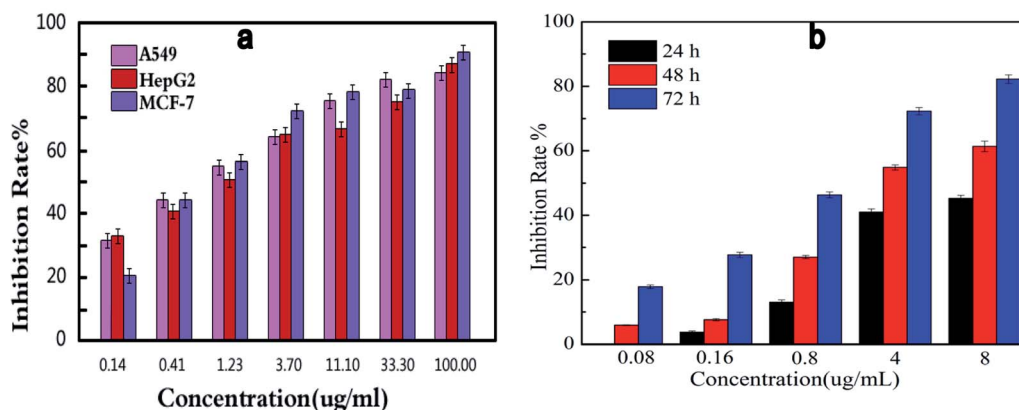 a
A549
HepG2
MCF-7
Inhibition Rate%
100
80
60
40
20
0
0.14 0.41 1.23 3.70 11.10 33.30 100.00
Concentration(ug/ml)
b
24 h
48 h
72 h
Inhibition Rate %
100
80
60
40
20
0
0.08 0.16 0.8 4 8
Concentration(ug/mL)